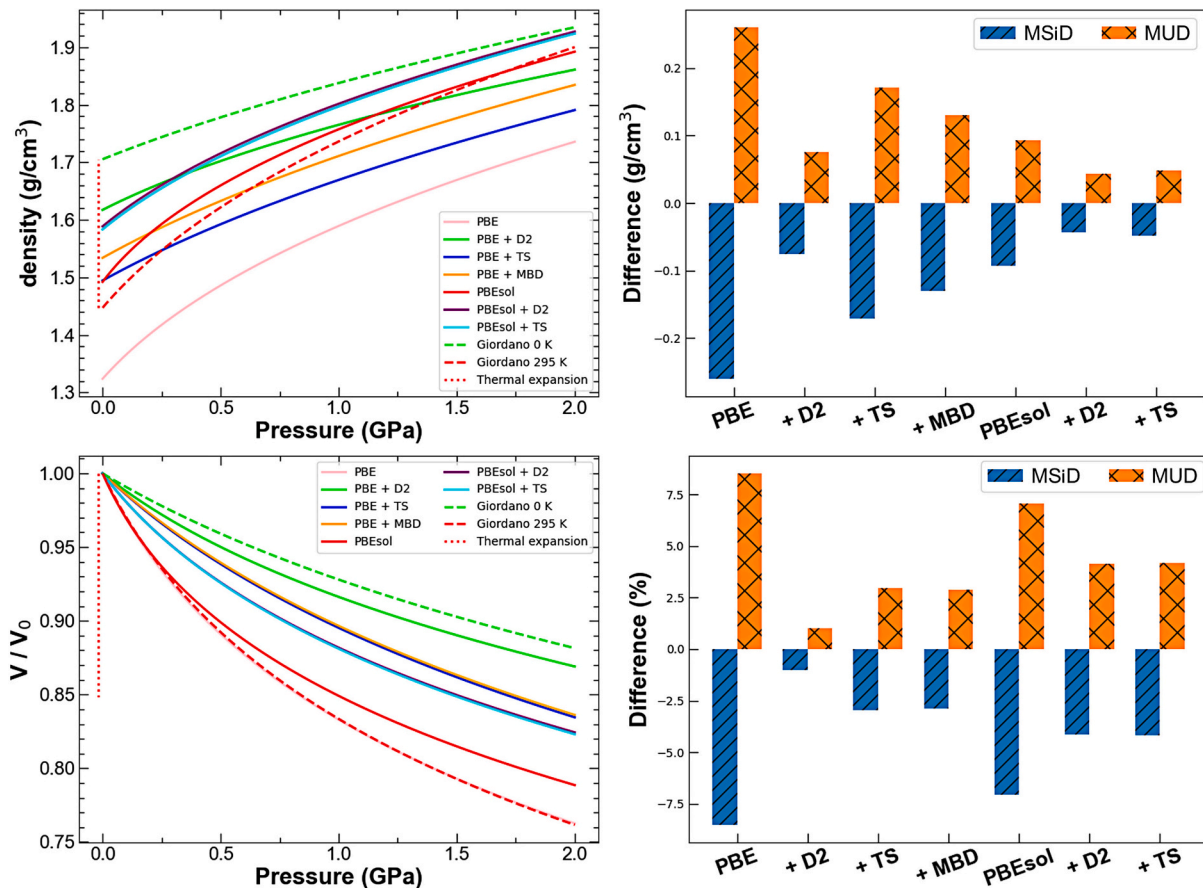 density (g/cm³)
1.9
1.8
1.7
1.6
1.5
1.4
1.3
PBE
PBE + D2
PBE + TS
PBE + MBD
PBEsol
PBEsol + D2
PBEsol + TS
Giordano 0 K
Giordano 295 K
Thermal expansion
0.0 0.5 1.0 1.5 2.0
Pressure (GPa)
MSiD MUD
Difference (g/cm³)
0.2
0.1
0.0
−0.1
−0.2
PBE + D2 + TS + MBD PBEsol + D2 + TS
V / V₀
1.00
0.95
0.90
0.85
0.80
0.75
PBE
PBE + D2
PBE + TS
PBE + MBD
PBEsol
PBEsol + D2
PBEsol + TS
Giordano 0 K
Giordano 295 K
Thermal expansion
0.0 0.5 1.0 1.5 2.0
Pressure (GPa)
MSiD MUD
Difference (%)
7.5
5.0
2.5
0.0
−2.5
−5.0
−7.5
PBE + D2 + TS + MBD PBEsol + D2 + TS